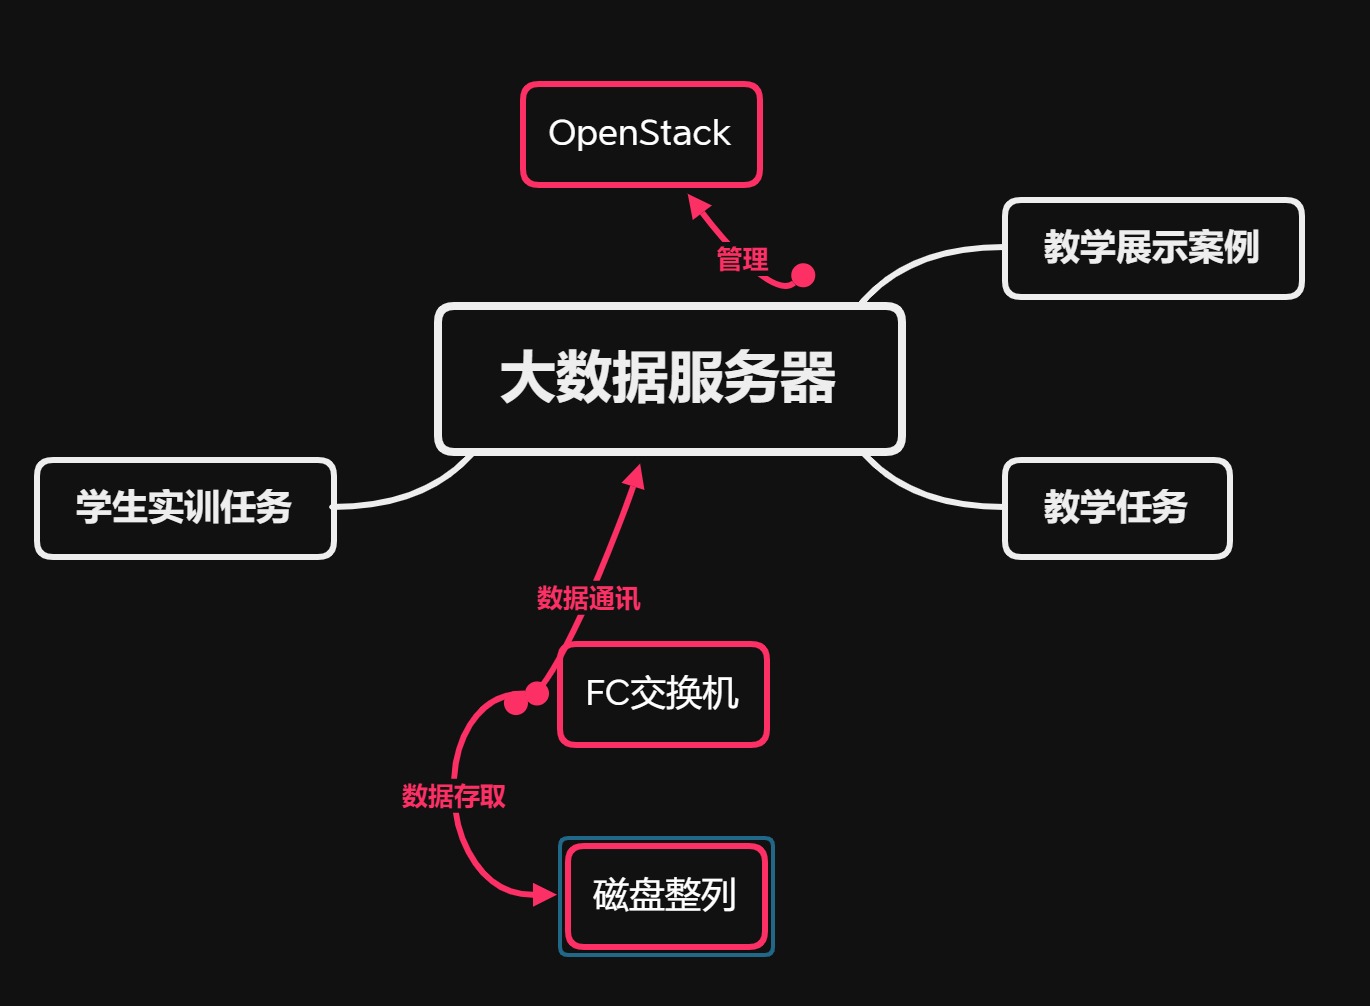 OpenStack
教学展示案例
管理
大数据服务器
学生实训任务
教学任务
数据通讯
FC交换机
数据存取
磁盘整列